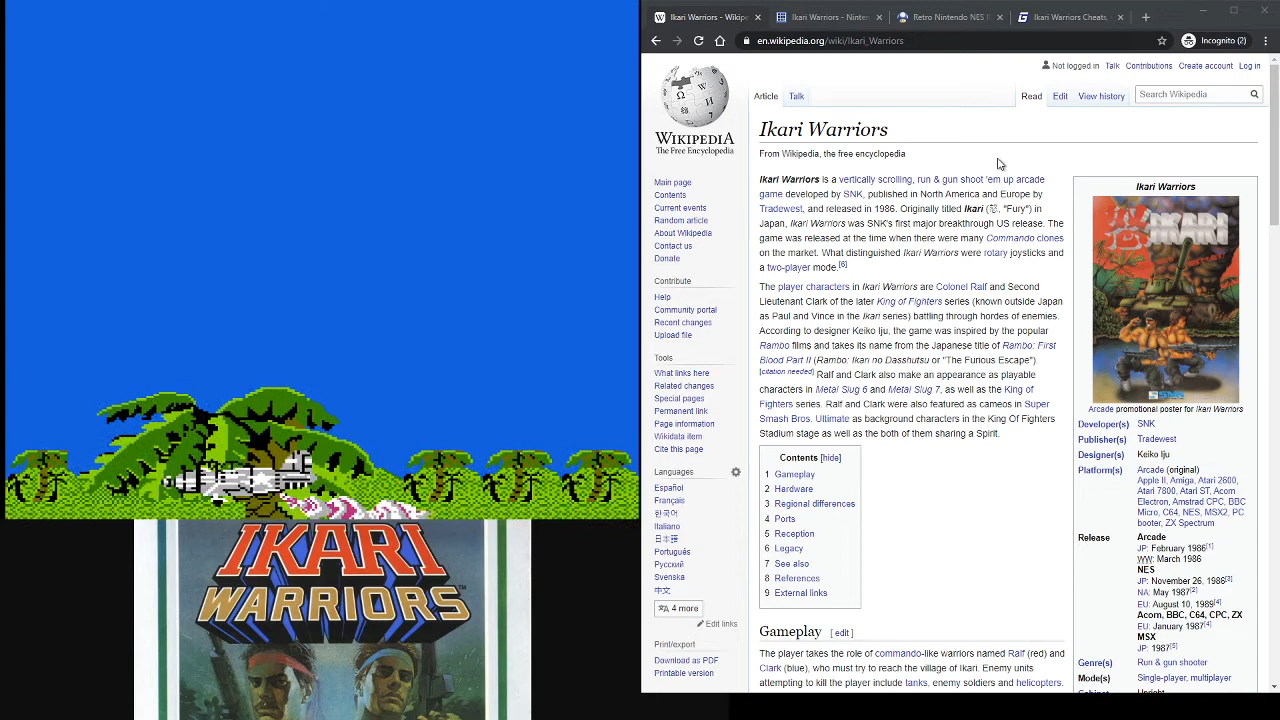 Ikari Warriors - Wikipe
Ikari Warriors - Ninten
Retro Nintendo NES
Ikari Warriors Cheats,
en.wikipedia.org/wiki/Ikari_Warriors
Incognito (2)
Not logged in Talk Contributions Create account Log in
Article Talk
Read Edit View history
Search Wikipedia
WIKIPEDIA
The Free Encyclopedia
Main page
Contents
Current events
Random article
About Wikipedia
Contact us
Donate
Contribute
Help
Community portal
Recent changes
Upload file
Tools
What links here
Related changes
Special pages
Permanent link
Page information
Wikidata item
Cite this page
Languages
Español
Français
한국어
Italiano
日本語
Português
Русский
Svenska
中文
4 more
Edit links
Print/export
Download as PDF
Printable version
Ikari Warriors
From Wikipedia, the free encyclopedia
Ikari Warriors is a vertically scrolling, run & gun shoot 'em up arcade
game developed by SNK, published in North America and Europe by
Tradewest, and released in 1986. Originally titled Ikari (怒, "Fury") in
Japan, Ikari Warriors was SNK's first major breakthrough US release. The
game was released at the time when there were many Commando clones
on the market. What distinguished Ikari Warriors were rotary joysticks and
a two-player mode.[6]
The player characters in Ikari Warriors are Colonel Ralf and Second
Lieutenant Clark of the later King of Fighters series (known outside Japan
as Paul and Vince in the Ikari series) battling through hordes of enemies.
According to designer Keiko Iju, the game was inspired by the popular
Rambo films and takes its name from the Japanese title of Rambo: First
Blood Part II (Rambo: Ikari no Dasshutsu or "The Furious Escape").
[citation needed] Ralf and Clark also make an appearance as playable
characters in Metal Slug 6 and Metal Slug 7, as well as the King of
Fighters series. Ralf and Clark were also featured as cameos in Super
Smash Bros. Ultimate as background characters in the King Of Fighters
Stadium stage as well as the both of them sharing a Spirit.
Contents [hide]
1 Gameplay
2 Hardware
3 Regional differences
4 Ports
5 Reception
6 Legacy
7 See also
8 References
9 External links
Gameplay [ edit ]
The player takes the role of commando-like warriors named Ralf (red) and
Clark (blue), who must try to reach the village of Ikari. Enemy units
attempting to kill the player include tanks, enemy soldiers and helicopters.
Ikari Warriors
怒 IKARI
Arcade promotional poster for Ikari Warriors
Developer(s) SNK
Publisher(s) Tradewest
Designer(s) Keiko Iju
Platform(s) Arcade (original)
Apple II, Amiga, Atari 2600,
Atari 7800, Atari ST, Acorn
Electron, Amstrad CPC, BBC
Micro, C64, NES, MSX2, PC
booter, ZX Spectrum
Release Arcade
JP: February 1986[1]
WW: March 1986
NES
JP: November 26, 1986[3]
NA: May 1987[2]
EU: August 10, 1989[4]
Acorn, BBC, C64, CPC, ZX
EU: January 1987[4]
MSX
JP: 1987[5]
Genre(s) Run & gun shooter
Mode(s) Single-player, multiplayer
IKARI
WARRIORS™